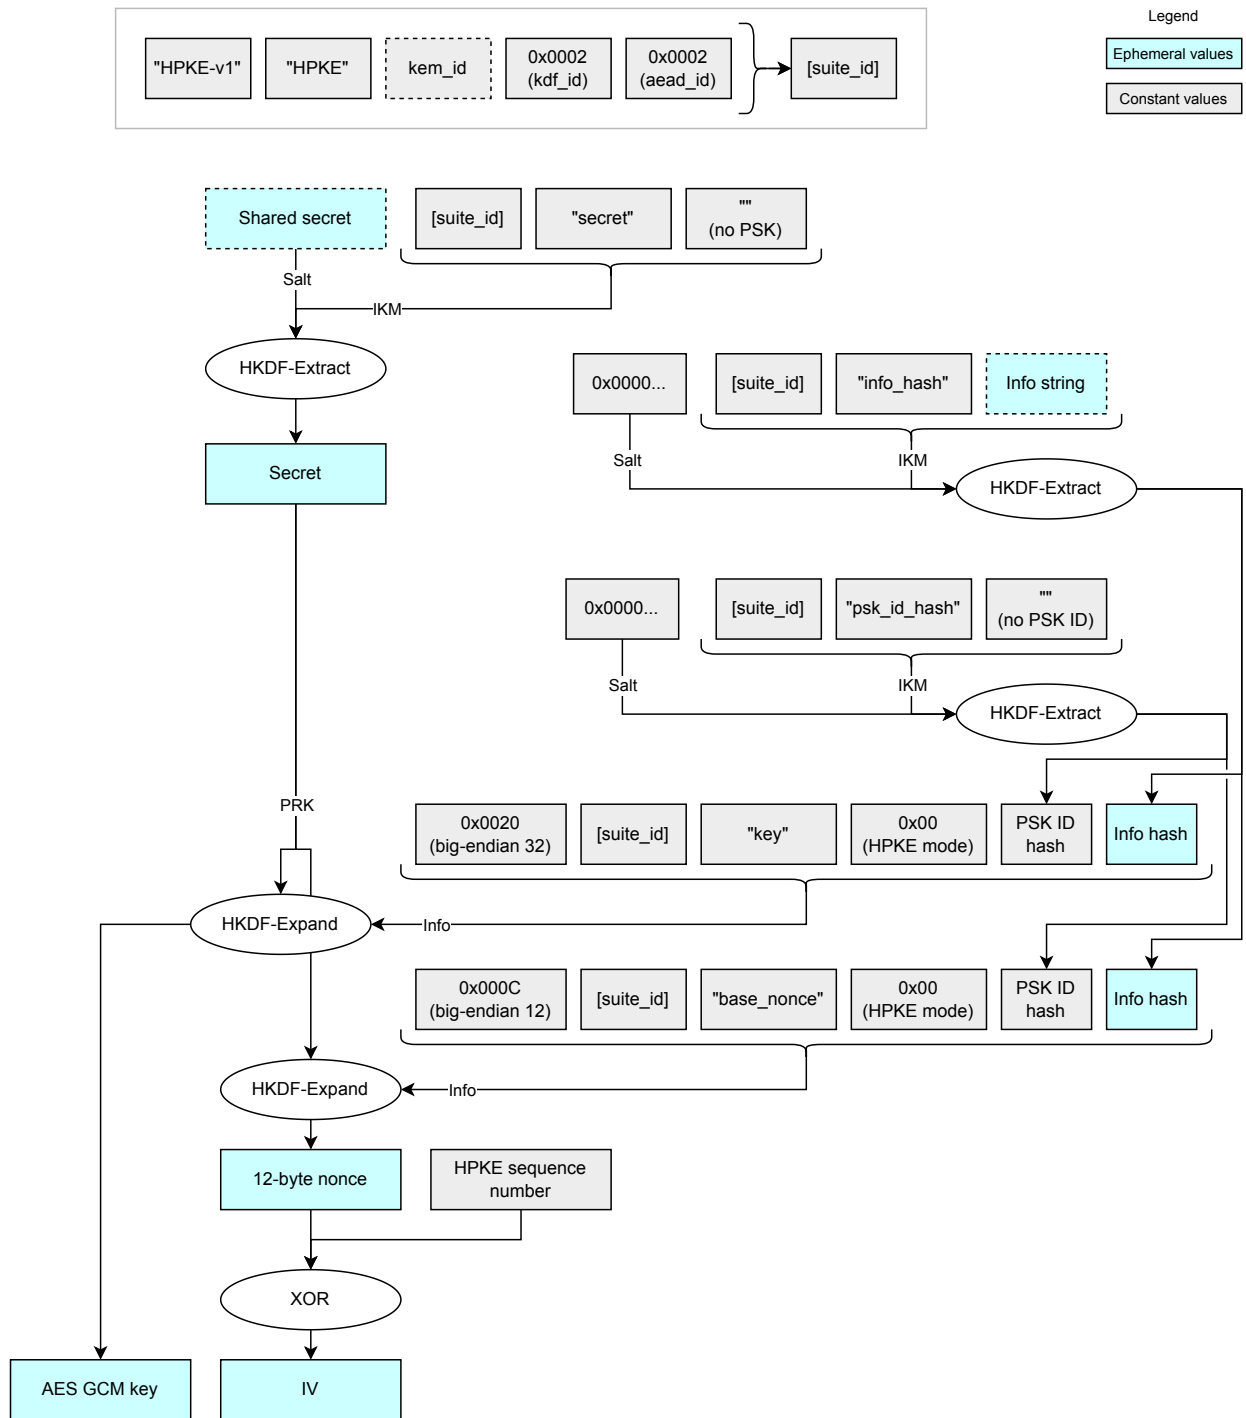 Legend
Ephemeral values
Constant values
"HPKE-v1"
"HPKE"
kem_id
0x0002
(kdf_id)
0x0002
(aead_id)
[suite_id]
Shared secret
[suite_id]
"secret"
""
(no PSK)
Salt
IKM
HKDF-Extract
Secret
0x0000...
[suite_id]
"info_hash"
Info string
Salt
IKM
HKDF-Extract
0x0000...
[suite_id]
"psk_id_hash"
""
(no PSK ID)
Salt
IKM
HKDF-Extract
PRK
0x0020
(big-endian 32)
[suite_id]
"key"
0x00
(HPKE mode)
PSK ID
hash
Info hash
HKDF-Expand
Info
0x000C
(big-endian 12)
[suite_id]
"base_nonce"
0x00
(HPKE mode)
PSK ID
hash
Info hash
HKDF-Expand
Info
12-byte nonce
HPKE sequence
number
XOR
AES GCM key
IV